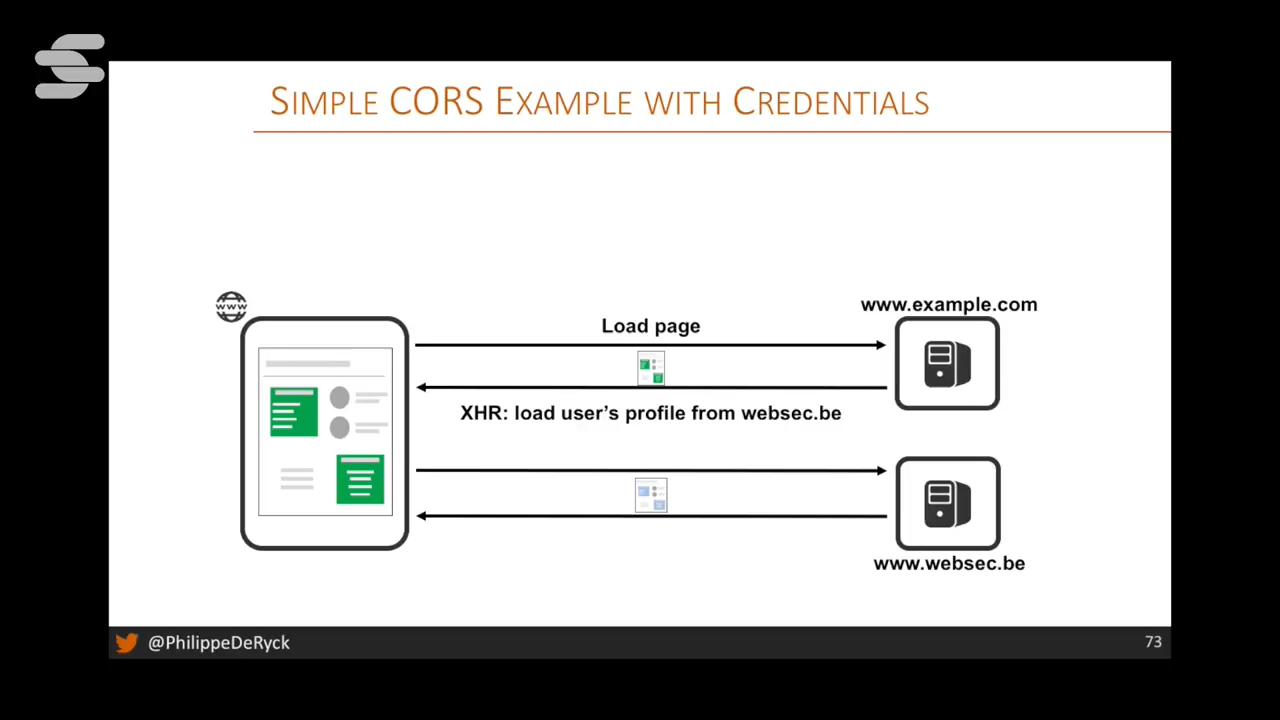 SIMPLE CORS EXAMPLE WITH CREDENTIALS
www
www.example.com
Load page
XHR: load user's profile from websec.be
www.websec.be
@PhilippeDeRyck
73